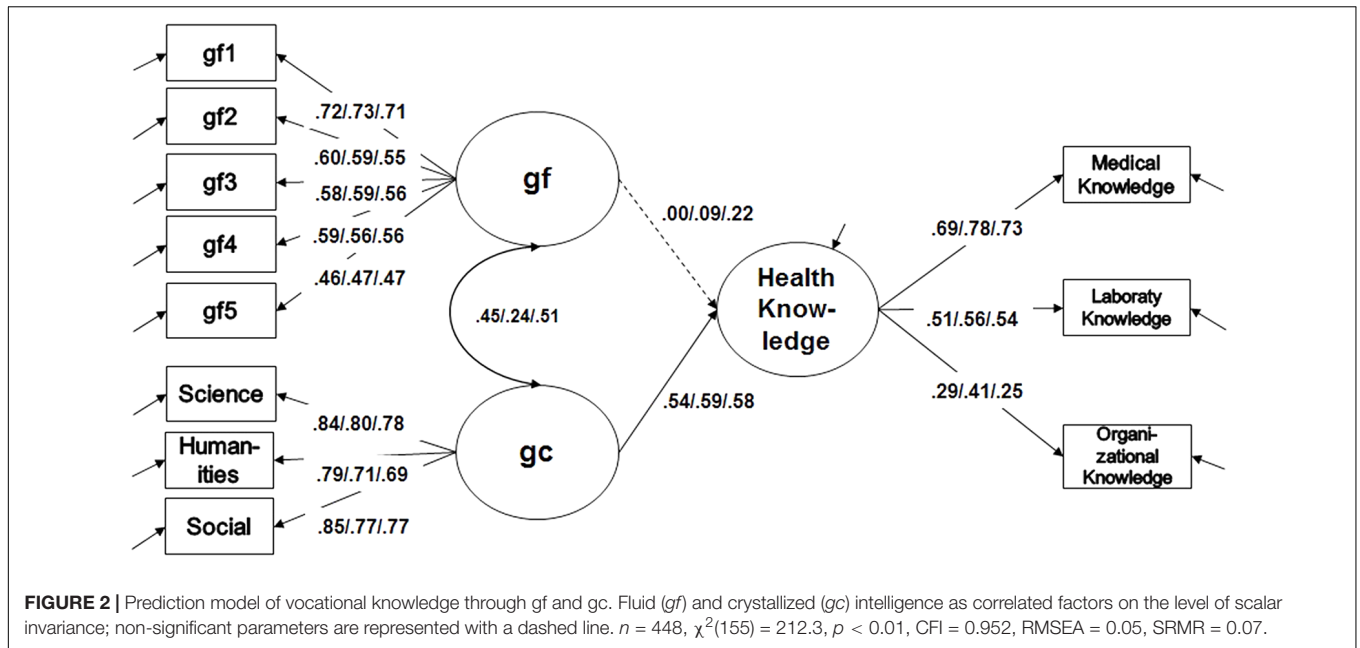 gf1
gf2
gf3
gf4
gf5
.72/.73/.71
.60/.59/.55
.58/.59/.56
.59/.56/.56
.46/.47/.47
gf
.00/.09/.22
.45/.24/.51
Science
Human-
ities
Social
.84/.80/.78
.79/.71/.69
.85/.77/.77
gc
.54/.59/.58
Health
Know-
ledge
.69/.78/.73
.51/.56/.54
.29/.41/.25
Medical
Knowledge
Laboraty
Knowledge
Organi-
zational
Knowledge
FIGURE 2 | Prediction model of vocational knowledge through gf and gc. Fluid (gf) and crystallized (gc) intelligence as correlated factors on the level of scalar
invariance; non-significant parameters are represented with a dashed line. n = 448, χ²(155) = 212.3, p < 0.01, CFI = 0.952, RMSEA = 0.05, SRMR = 0.07.